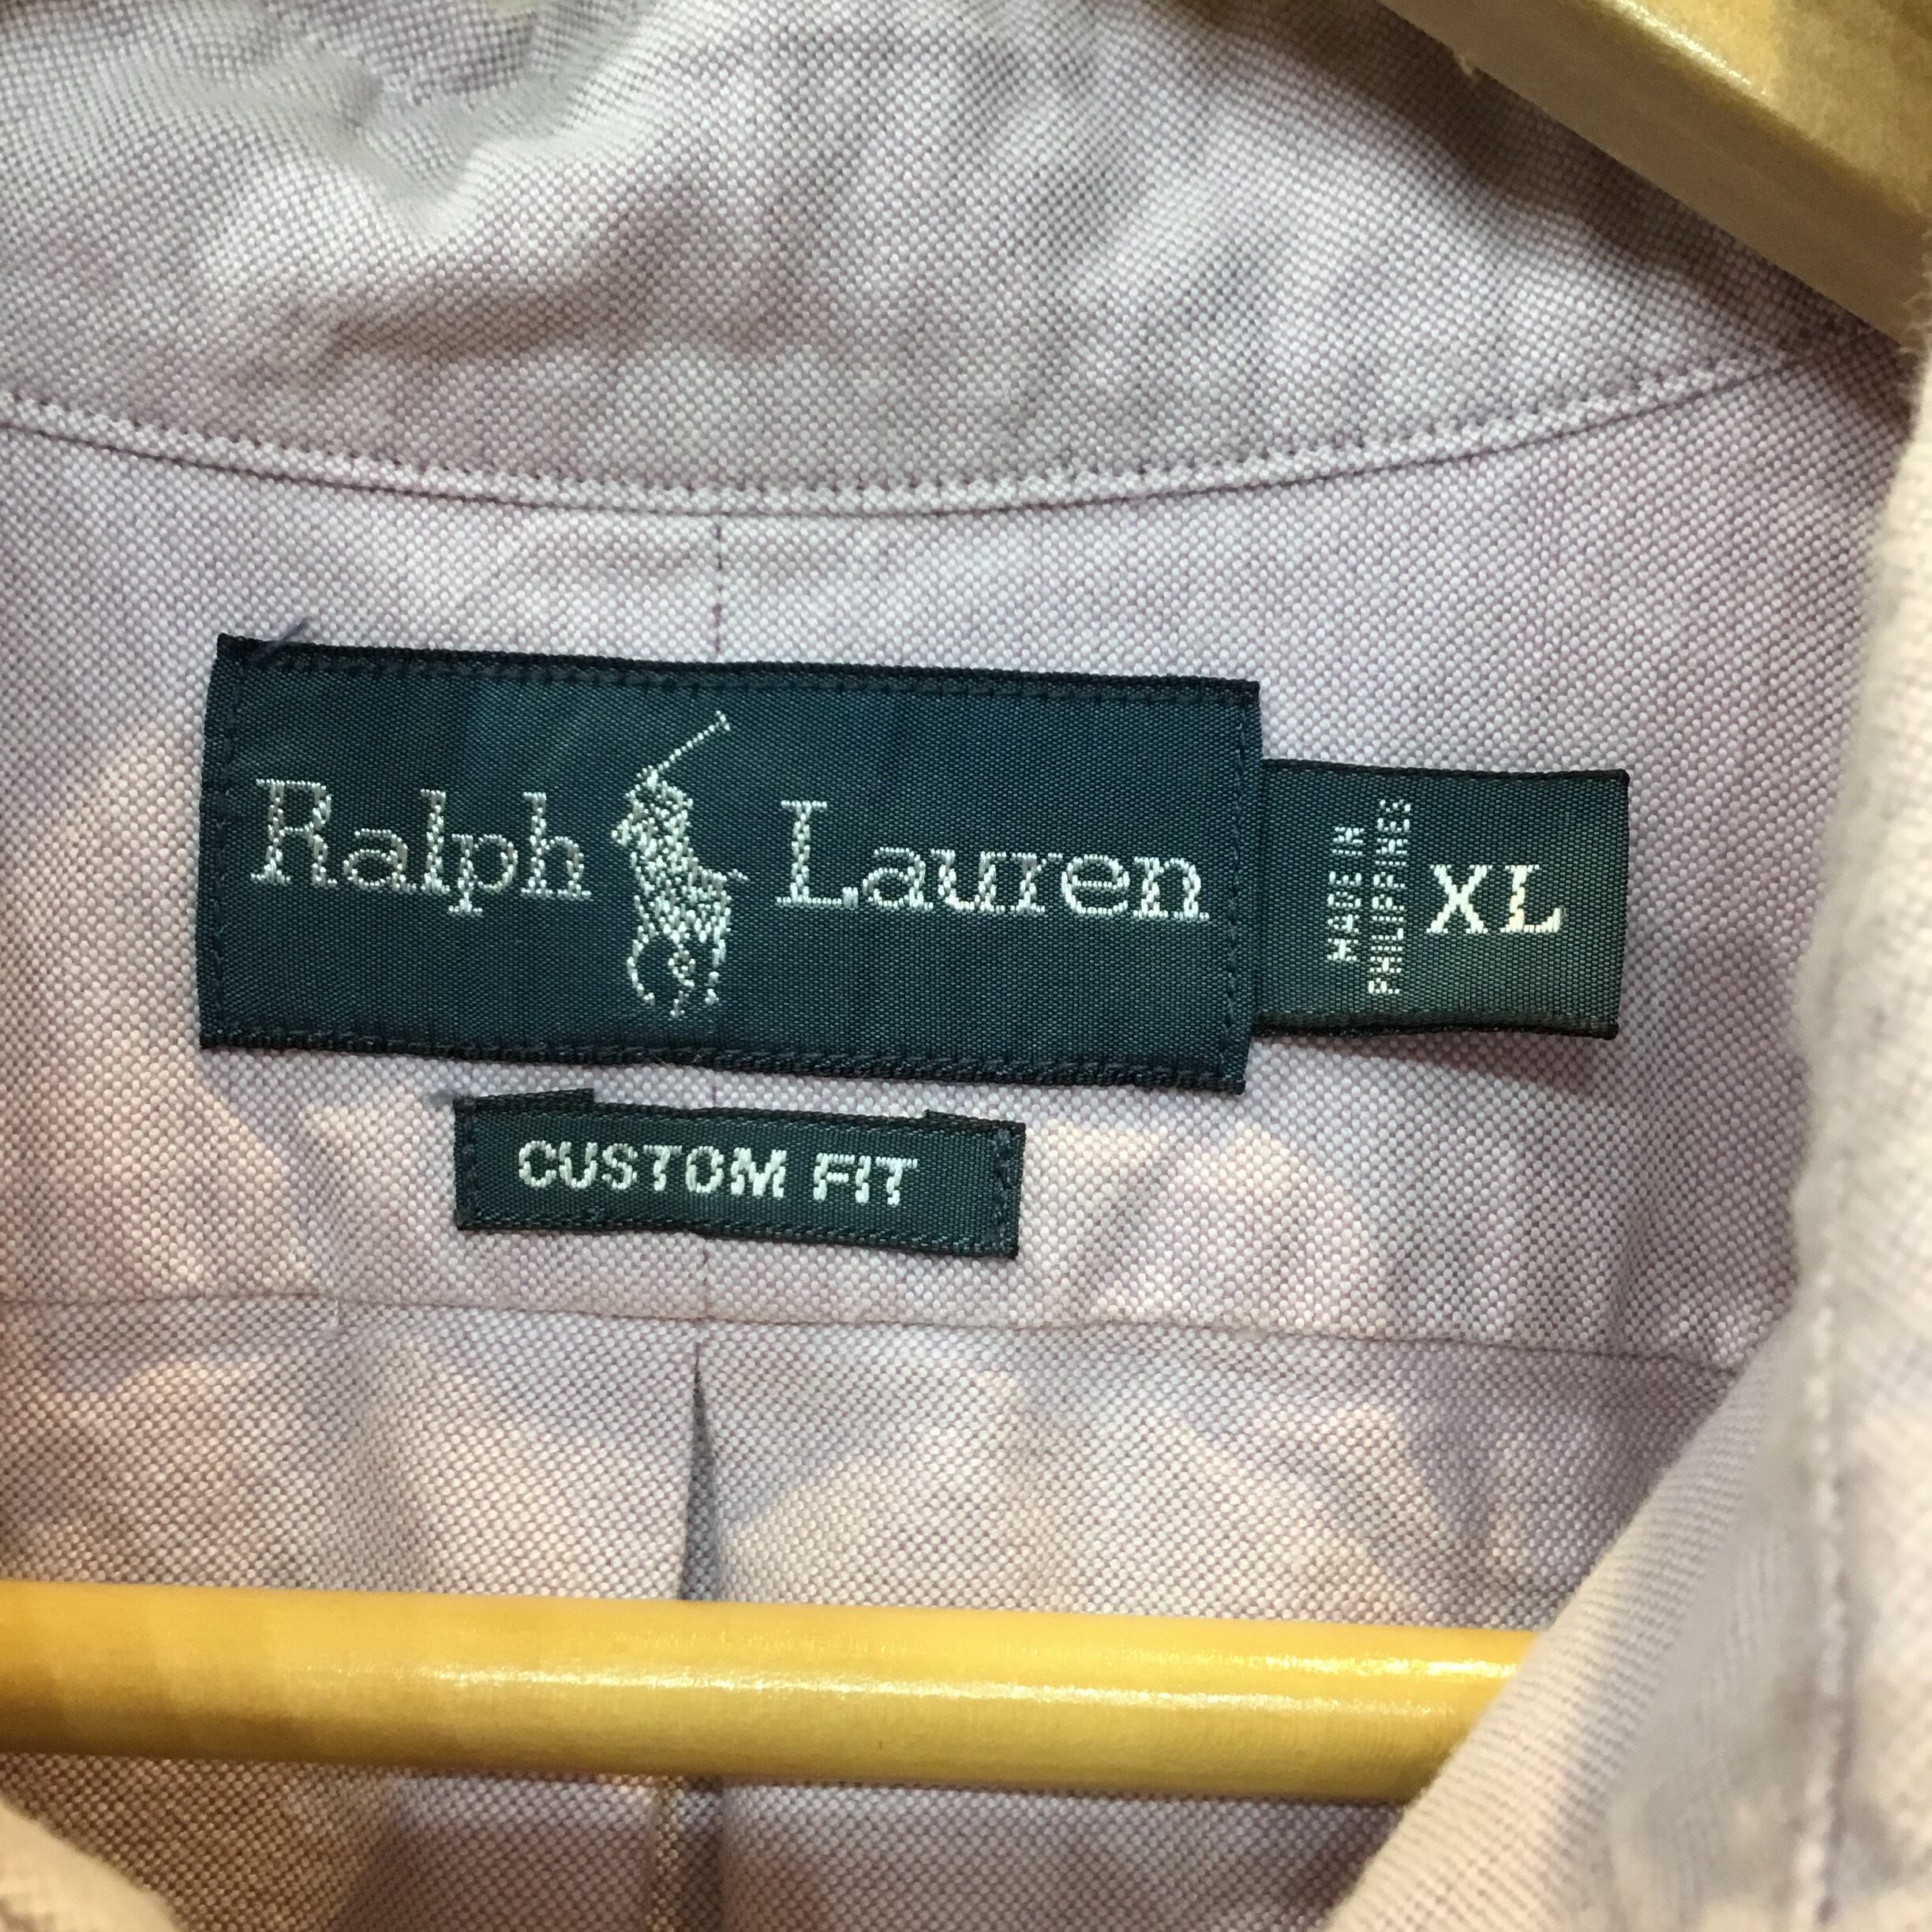 Ralph Lauren
MADE IN
PHILIPPINES
XL
CUSTOM FIT